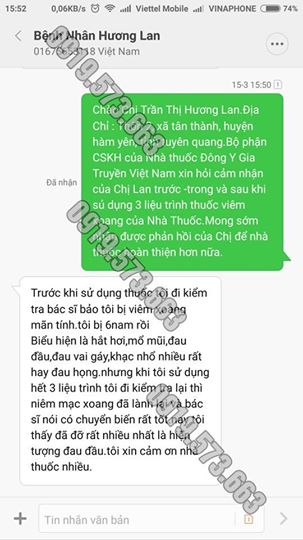 15:52 0,06KB/s Viettel Mobile VINAPHONE 74%
Bệnh Nhân Hương Lan
Việt Nam
15-3 15:50
Chào Chị Trần Thị Hương Lan.Địa
Chỉ : xã tân thành, huyện
hàm yên, tuyên quang.Bộ phận
CSKH của Nhà thuốc Đông Y Gia
Truyền Việt Nam xin hỏi cảm nhận
của Chị Lan trước -trong và sau khi
sử dụng 3 liệu trình thuốc viêm
xoang của Nhà Thuốc.Mong sớm
nhận được phản hồi của Chị để nhà
thuốc hoàn thiện hơn nữa.
Đã nhận
Trước khi sử dụng thuốc tôi đi kiểm
tra bác sĩ bảo tôi bị viêm xoang
mãn tính.tôi bị 6nam rồi
Biểu hiện là hắt hơi,mổ mũi,đau
đầu,đau vai gáy,khạc nhổ nhiều rất
hay đau họng.nhưng khi tôi sử dụng
hết 3 liệu trình tôi đi kiểm tra lại thì
niêm mạc xoang đã lành lại và bác
sĩ nói có chuyển biến rất tốt nay tôi
thấy đã đỡ rất nhiều nhất là hiện
tượng đau đầu.tôi xin cảm ơn nhà
thuốc nhiều.
Tin nhắn văn bản
0919.573.663
0919.573.663
0919.573.663